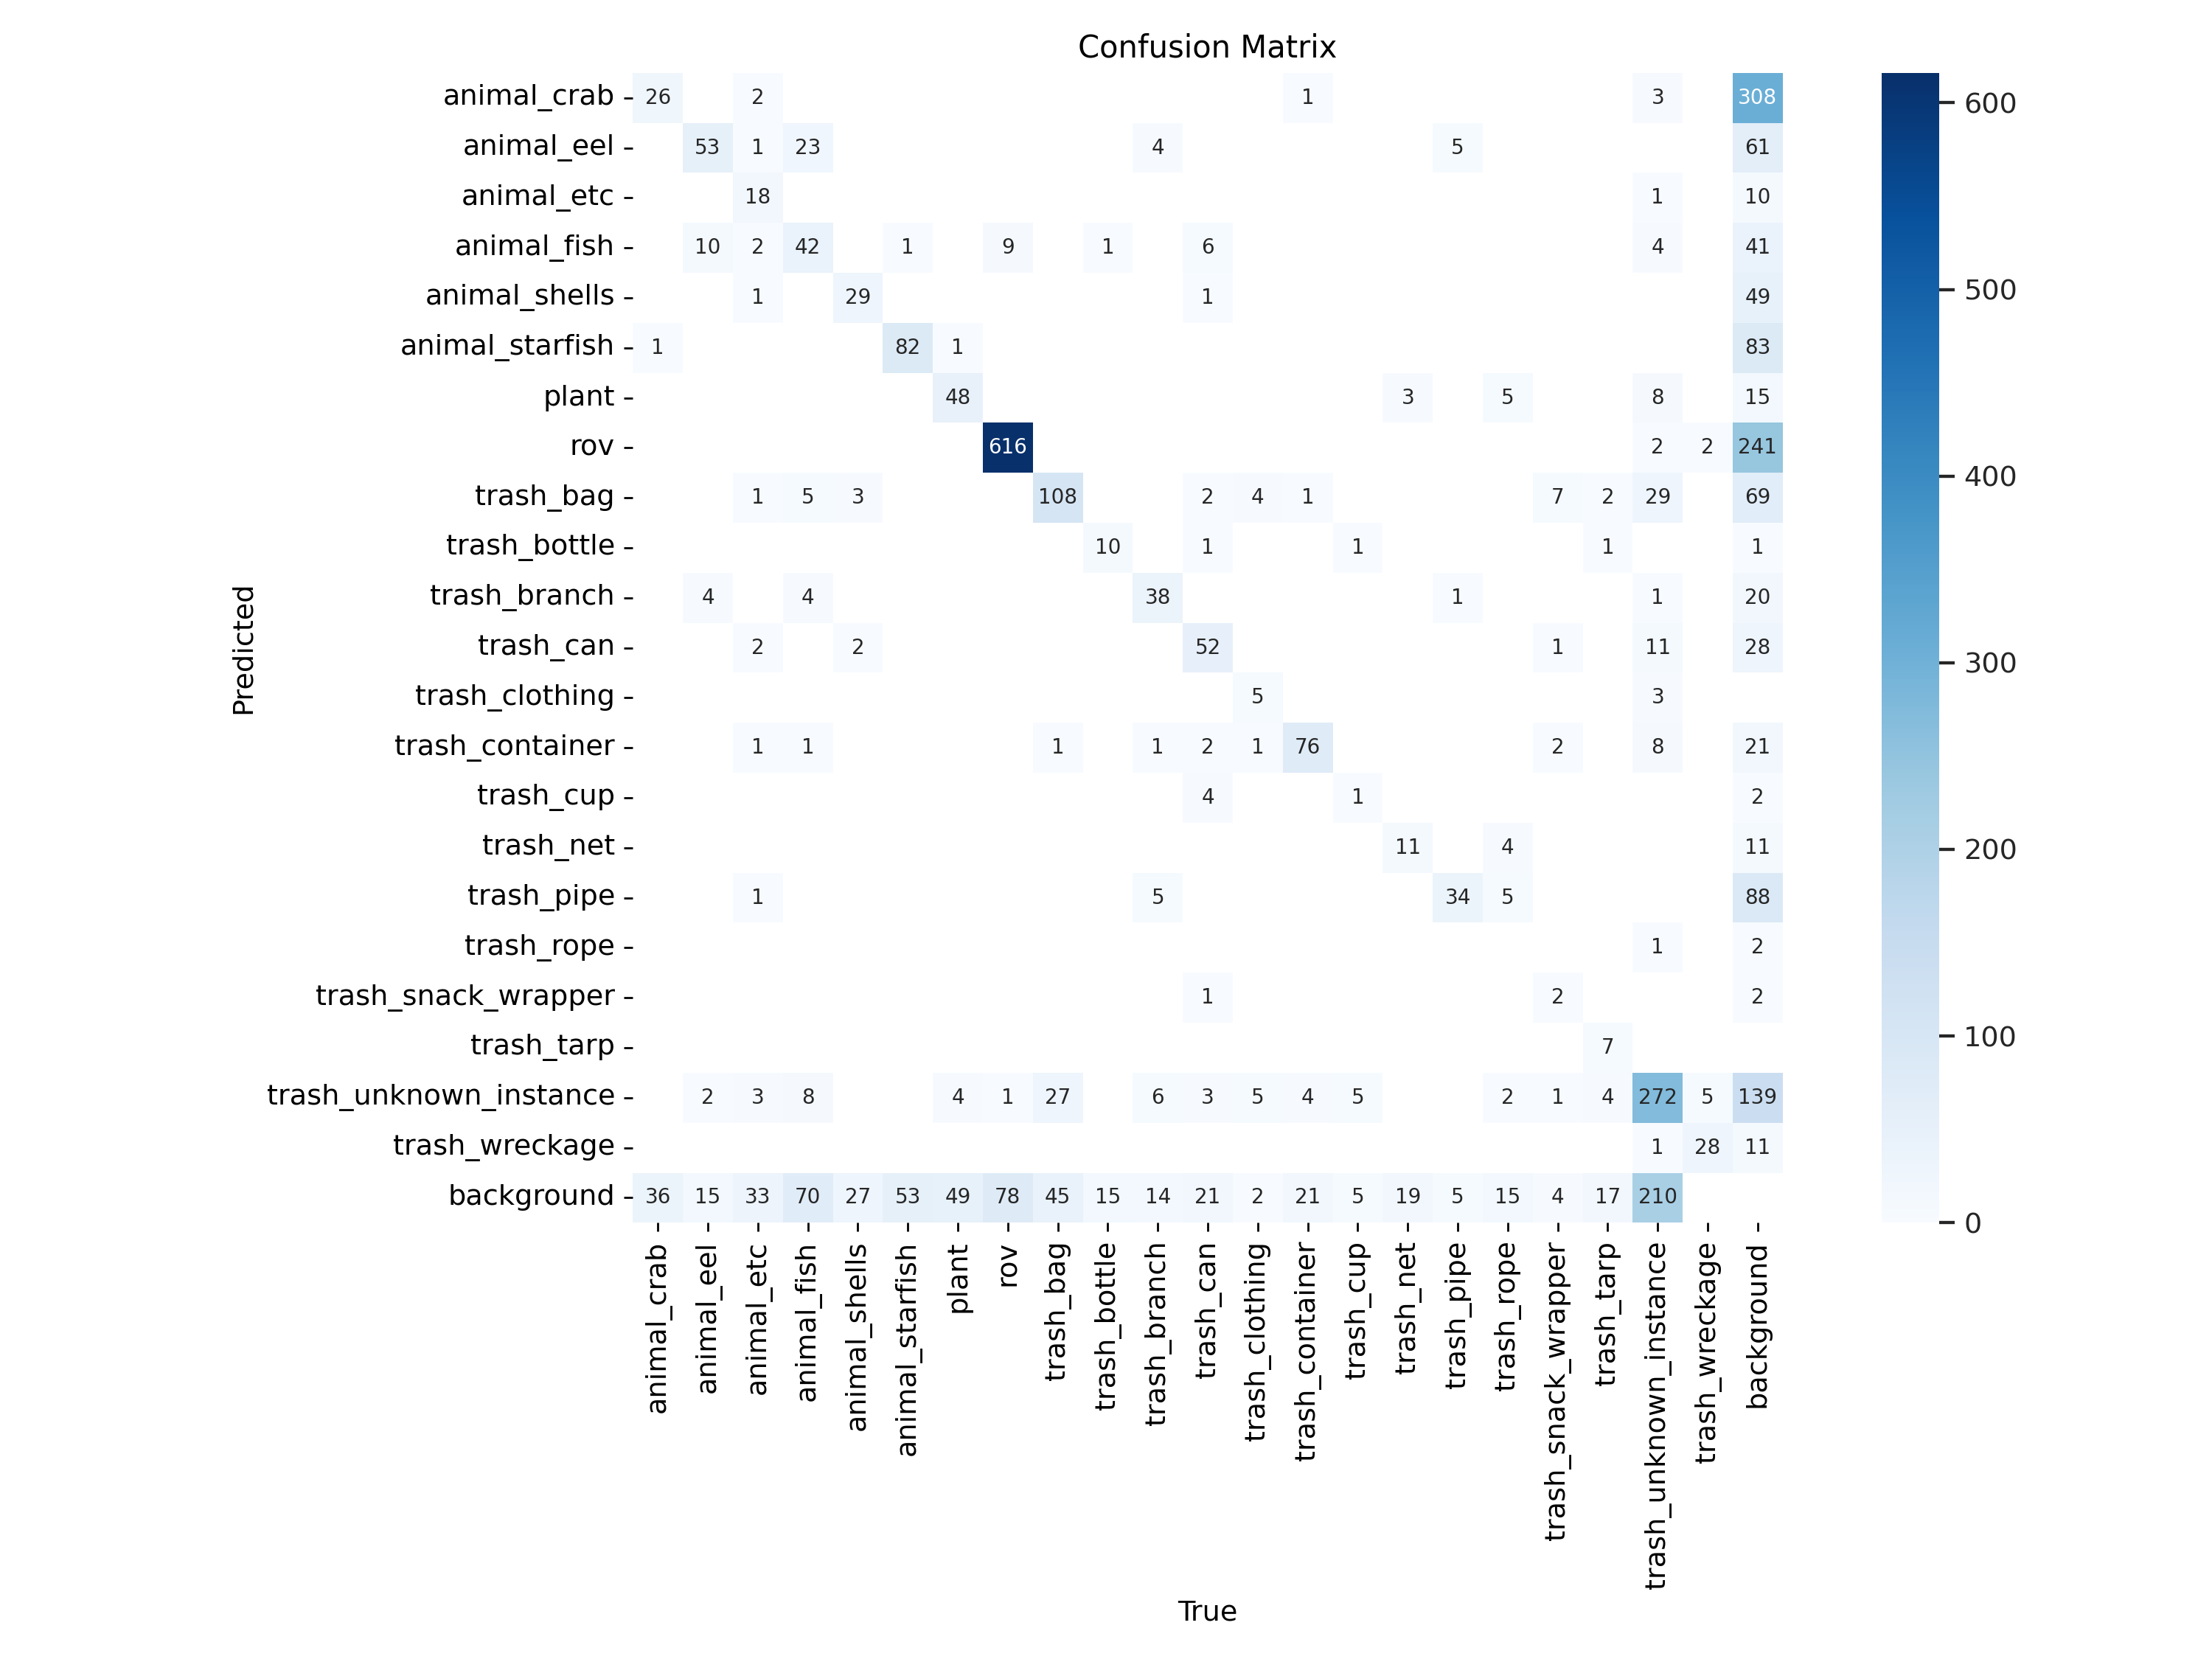 Confusion Matrix
animal_crab 26 2 1 3 308
animal_eel 53 1 23 4 5 61
animal_etc 18 1 10
animal_fish 10 2 42 1 9 1 6 4 41
animal_shells 1 29 1 49
animal_starfish 1 82 1 83
plant 48 3 5 8 15
rov 616 2 2 241
trash_bag 1 5 3 108 2 4 1 7 2 29 69
trash_bottle 10 1 1 1 1
trash_branch 4 4 38 1 1 20
trash_can 2 2 52 1 11 28
trash_clothing 5 3
trash_container 1 1 1 1 2 1 76 2 8 21
trash_cup 4 1 2
trash_net 11 4 11
trash_pipe 1 5 34 5 88
trash_rope 1 2
trash_snack_wrapper 1 2 2
trash_tarp 7
trash_unknown_instance 2 3 8 4 1 27 6 3 5 4 5 2 1 4 272 5 139
trash_wreckage 1 28 11
background 36 15 33 70 27 53 49 78 45 15 14 21 2 21 5 19 5 15 4 17 210
Predicted
animal_crab
animal_eel
animal_etc
animal_fish
animal_shells
animal_starfish
plant
rov
trash_bag
trash_bottle
trash_branch
trash_can
trash_clothing
trash_container
trash_cup
trash_net
trash_pipe
trash_rope
trash_snack_wrapper
trash_tarp
trash_unknown_instance
trash_wreckage
background
True
600
500
400
300
200
100
0